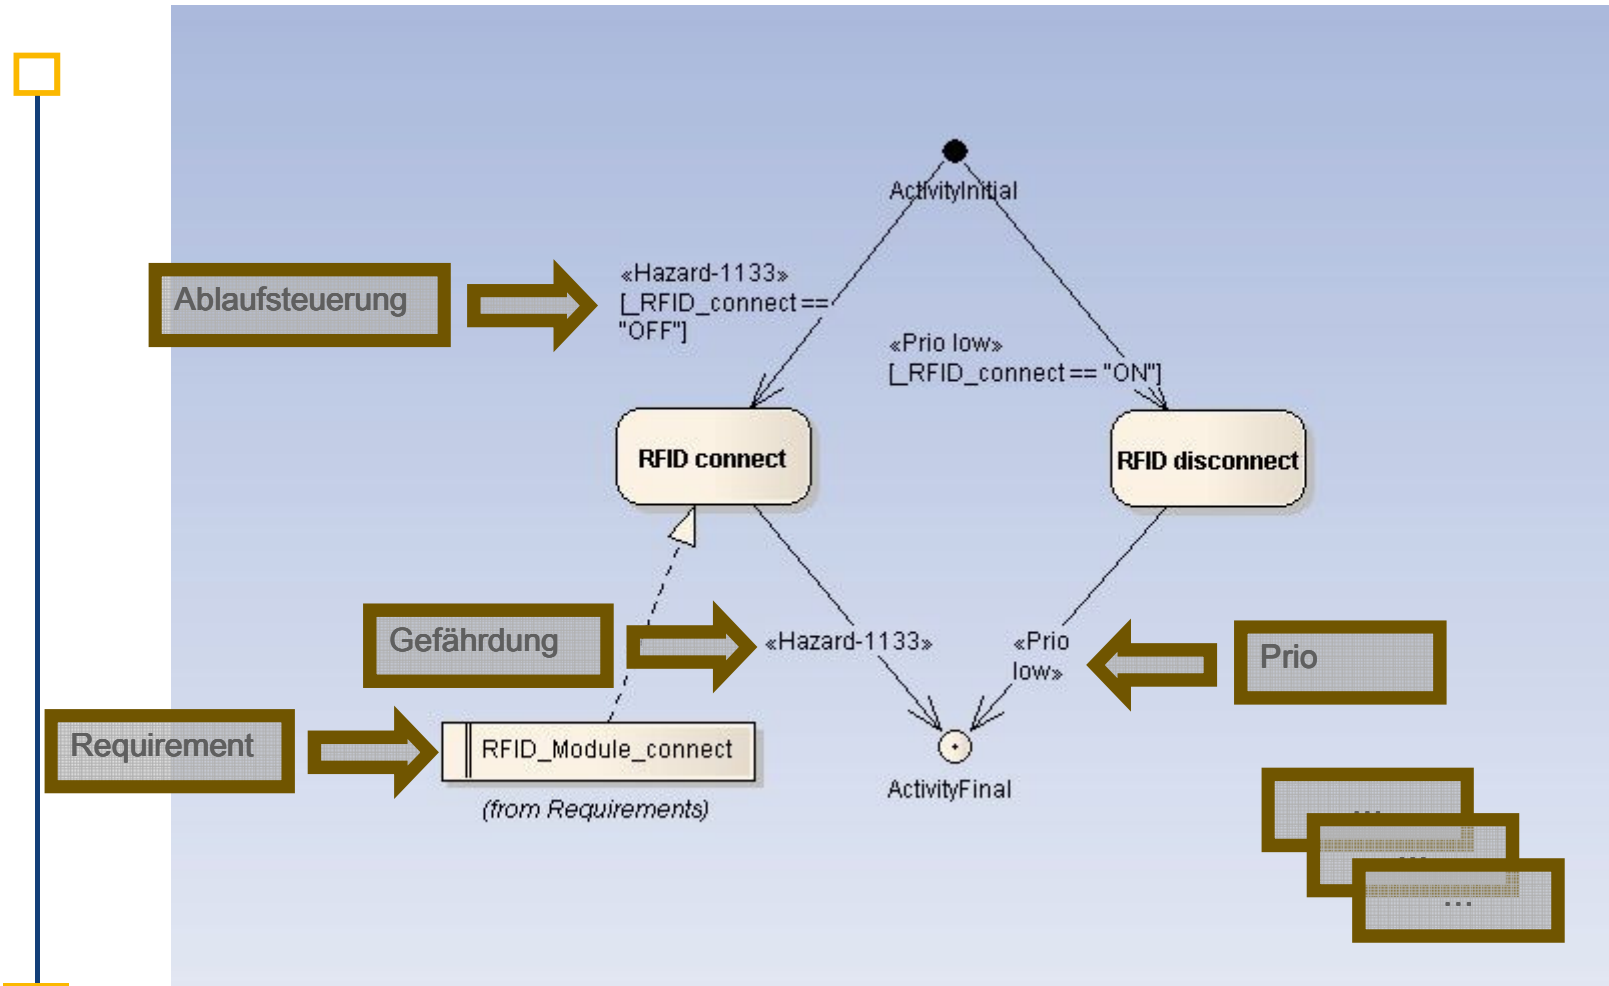 ActivityInitial
Ablaufsteuerung
«Hazard-1133»
[_RFID_connect ==
"OFF"]
«Prio low»
[_RFID_connect == "ON"]
RFID connect
RFID disconnect
Gefährdung
«Hazard-1133»
«Prio
low»
Prio
Requirement
RFID_Module_connect
(from Requirements)
ActivityFinal
...
...
...